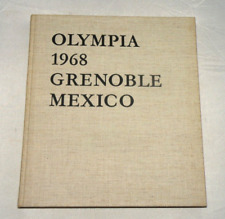 OLYMPIA
1968
GRENOBLE
MEXICO